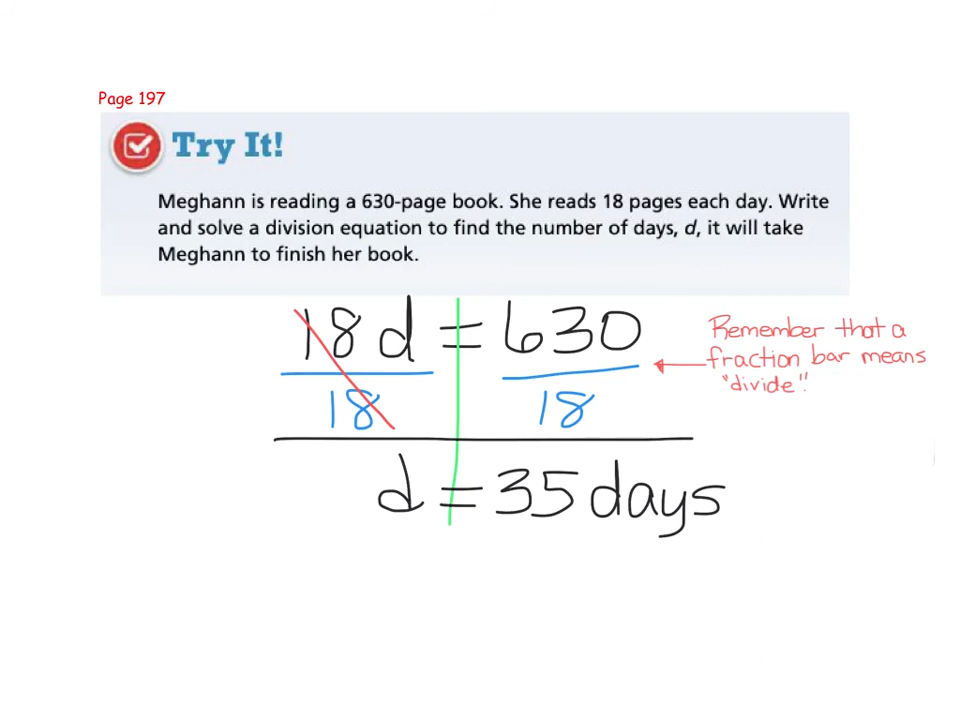 Page 197
Try It!
Meghann is reading a 630-page book. She reads 18 pages each day. Write
and solve a division equation to find the number of days, d, it will take
Meghann to finish her book.
18d = 630
18 18
d = 35 days
Remember that a
fraction bar means
"divide"!